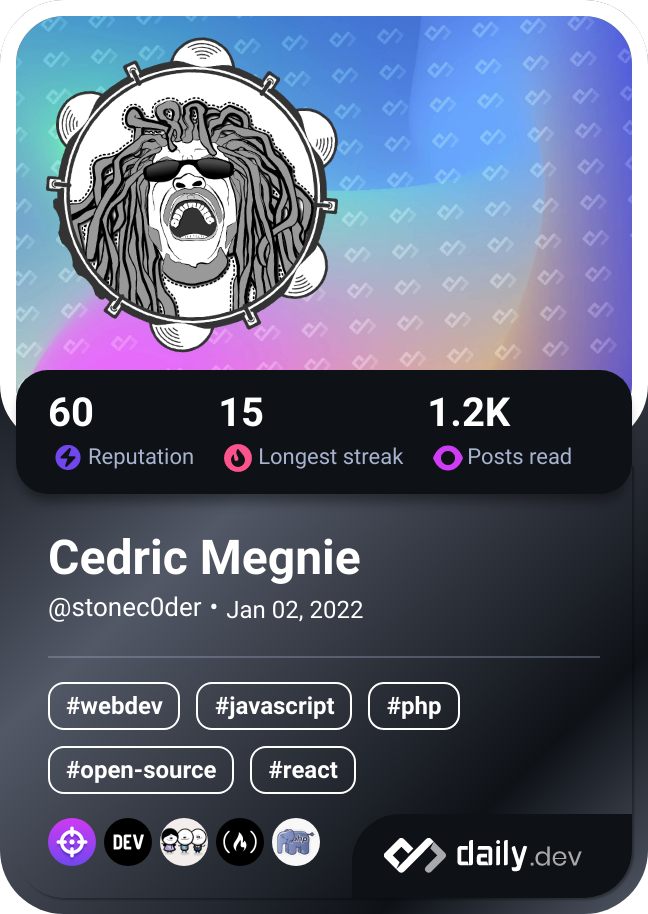 60 15 1.2K
Reputation Longest streak Posts read
Cedric Megnie
@stonec0der • Jan 02, 2022
#webdev #javascript #php
#open-source #react
DEV php daily.dev